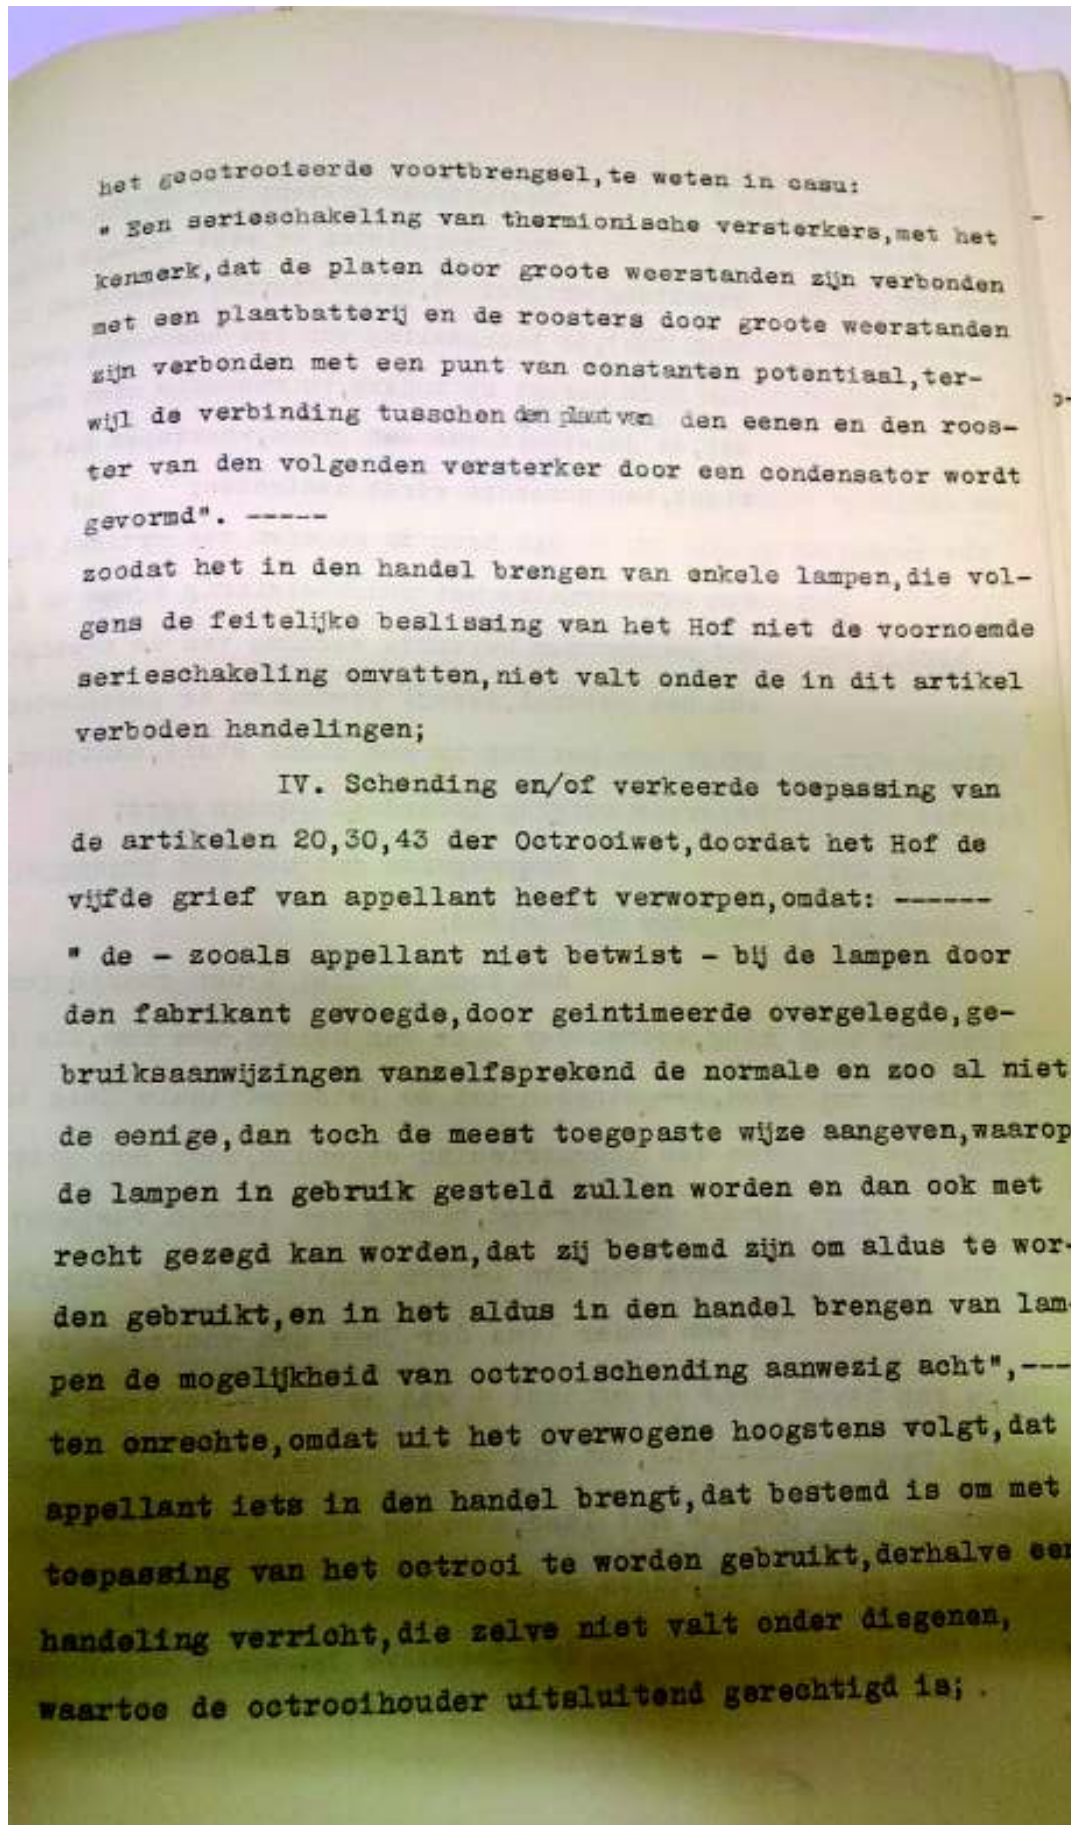 het geoctrooiseerde voortbrengsel,te weten in casu:
" Een serieschakeling van thermionische versterkers,met het
kenmerk,dat de platen door groote weerstanden zijn verbonden
met een plaatbatterij en de roosters door groote weerstanden
zijn verbonden met een punt van constanten potentiaal,ter-
wijl de verbinding tusschen den plaat van den eenen en den roos-
ter van den volgenden versterker door een condensator wordt
gevormd". -----
zoodat het in den handel brengen van enkele lampen,die vol-
gens de feitelijke beslissing van het Hof niet de voornoemde
serieschakeling omvatten,niet valt onder de in dit artikel
verboden handelingen;
IV. Schending en/of verkeerde toepassing van
de artikelen 20,30,43 der Octrooiwet,doordat het Hof de
vijfde grief van appellant heeft verworpen,omdat: ------
" de - zooals appellant niet betwist - bij de lampen door
den fabrikant gevoegde,door geintimeerde overgelegde,ge-
bruiksaanwijzingen vanzelfsprekend de normale en zoo al niet
de eenige,dan toch de meest toegepaste wijze aangeven,waarop
de lampen in gebruik gesteld zullen worden en dan ook met
recht gezegd kan worden,dat zij bestemd zijn om aldus te wor-
den gebruikt,en in het aldus in den handel brengen van lam-
pen de mogelijkheid van octrooischending aanwezig acht",---
ten onrechte,omdat uit het overwogene hoogstens volgt,dat
appellant iets in den handel brengt,dat bestemd is om met
toepassing van het octrooi te worden gebruikt,derhalve een
handeling verricht,die zelve niet valt onder diegenen,
waartoe de octrooihouder uitsluitend gerechtigd is;